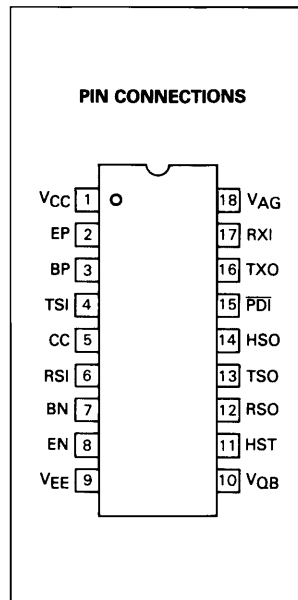 PIN CONNECTIONS
VCC 1 18 VAG
EP 2 17 RXI
BP 3 16 TXO
TSI 4 15 PDI
CC 5 14 HSO
RSI 6 13 TSO
BN 7 12 RSO
EN 8 11 HST
VEE 9 10 VQB